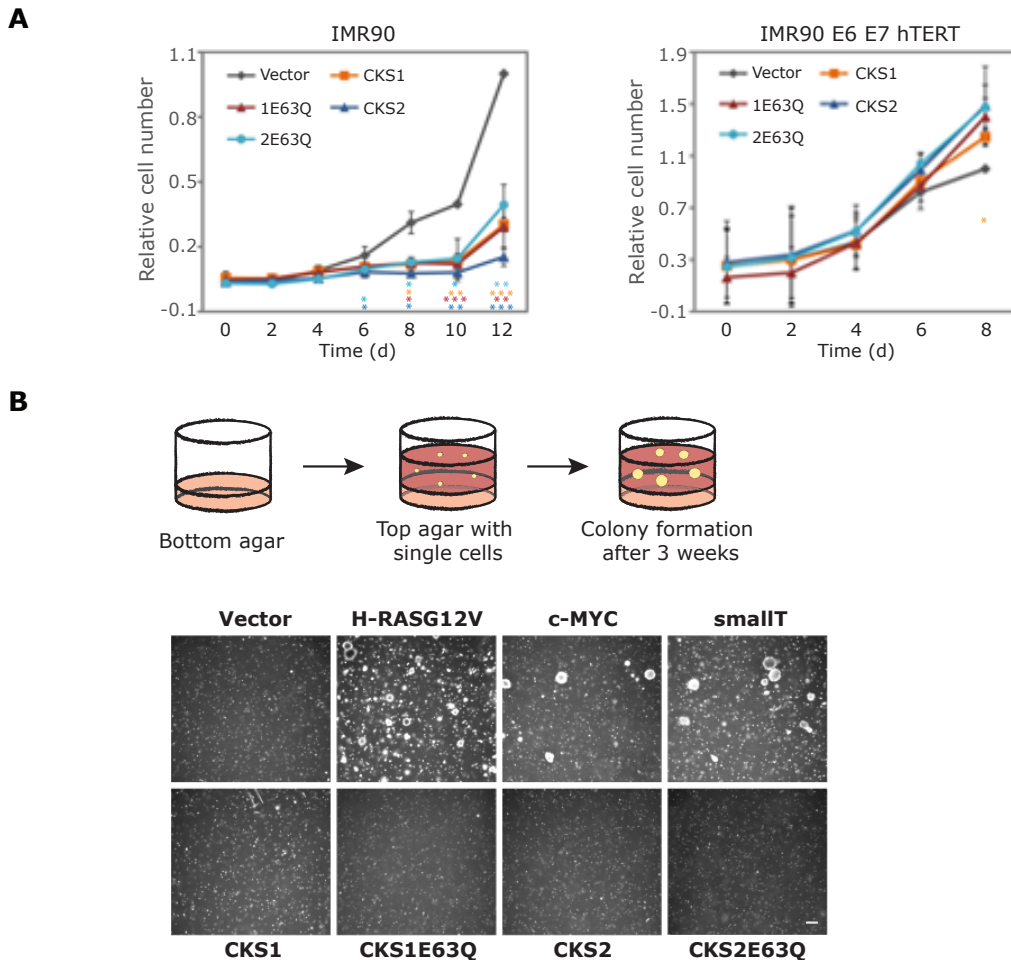 A
IMR90
Relative cell number
1.1
0.8
0.5
0.2
-0.1
Vector
CKS1
1E63Q
CKS2
2E63Q
0 2 4 6 8 10 12
Time (d)
IMR90 E6 E7 hTERT
Relative cell number
1.9
1.5
1.1
0.7
0.3
-0.1
Vector
CKS1
1E63Q
CKS2
2E63Q
0 2 4 6 8
Time (d)
B
Bottom agar
Top agar with
single cells
Colony formation
after 3 weeks
Vector
H-RASG12V
c-MYC
smallT
CKS1
CKS1E63Q
CKS2
CKS2E63Q